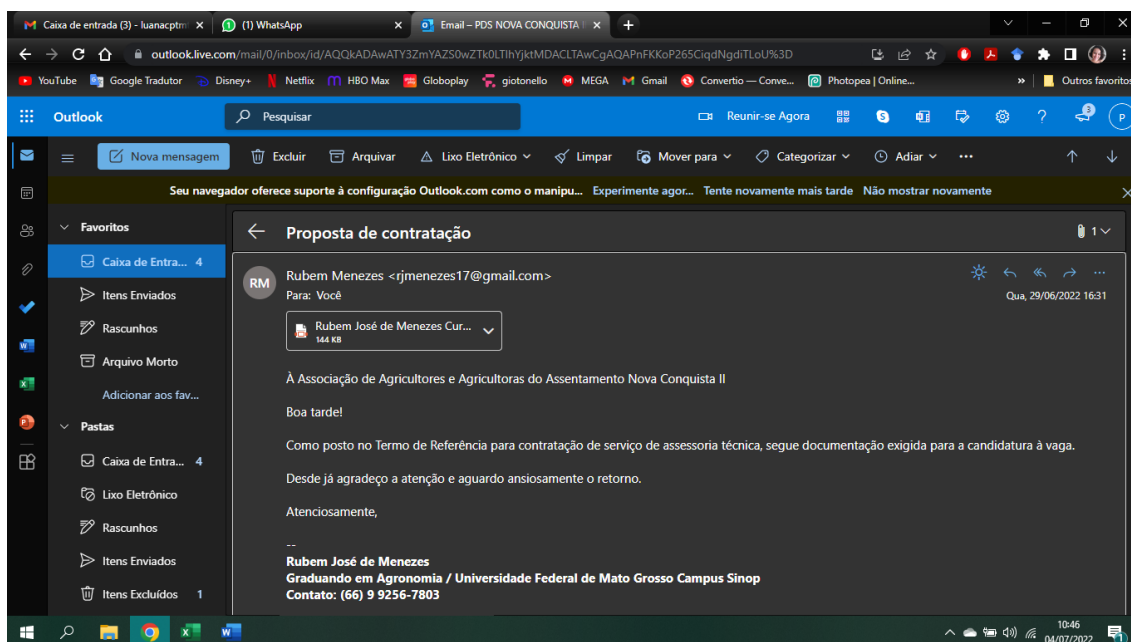 Caixa de entrada (3) - luanacptm
(1) WhatsApp
Email – PDS NOVA CONQUISTA
outlook.live.com/mail/0/inbox/id/AQQkADAwATY3ZmYAZS0wZTk0LTlhYjktMDACLTAwCgAQAPnFKKoP265CiqdNgdiTLoU%3D
YouTube Google Tradutor Disney+ Netflix HBO Max Globoplay giotonello MEGA Gmail Convertio — Conve... Photopea | Online... » Outros favoritos
Outlook Pesquisar Reunir-se Agora 3 P
Nova mensagem Excluir Arquivar Lixo Eletrônico Limpar Mover para Categorizar Adiar
Seu navegador oferece suporte à configuração Outlook.com como o manipu... Experimente agor... Tente novamente mais tarde Não mostrar novamente
Favoritos
Caixa de Entra... 4
Itens Enviados
Rascunhos
Arquivo Morto
Adicionar aos fav...
Pastas
Caixa de Entra... 4
Lixo Eletrônico
Rascunhos
Itens Enviados
Itens Excluídos 1
Proposta de contratação
1
RM
Rubem Menezes <rjmenezes17@gmail.com>
Para: Você
Qua, 29/06/2022 16:31
Rubem José de Menezes Cur...
144 KB
À Associação de Agricultores e Agricultoras do Assentamento Nova Conquista II
Boa tarde!
Como posto no Termo de Referência para contratação de serviço de assessoria técnica, segue documentação exigida para a candidatura à vaga.
Desde já agradeço a atenção e aguardo ansiosamente o retorno.
Atenciosamente,
--
Rubem José de Menezes
Graduando em Agronomia / Universidade Federal de Mato Grosso Campus Sinop
Contato: (66) 9 9256-7803
10:46
04/07/2022